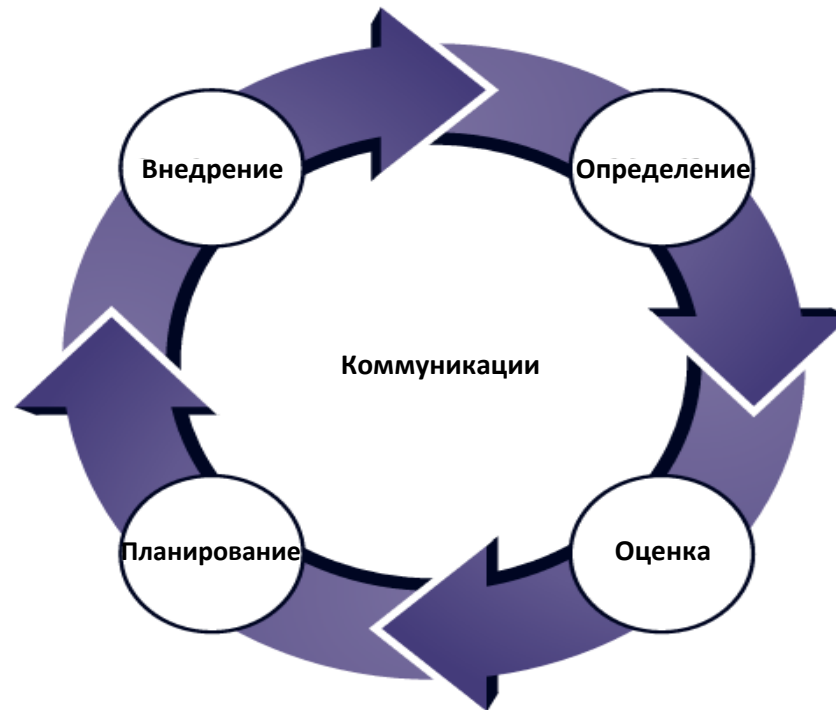 Внедрение
Определение
Коммуникации
Планирование
Оценка